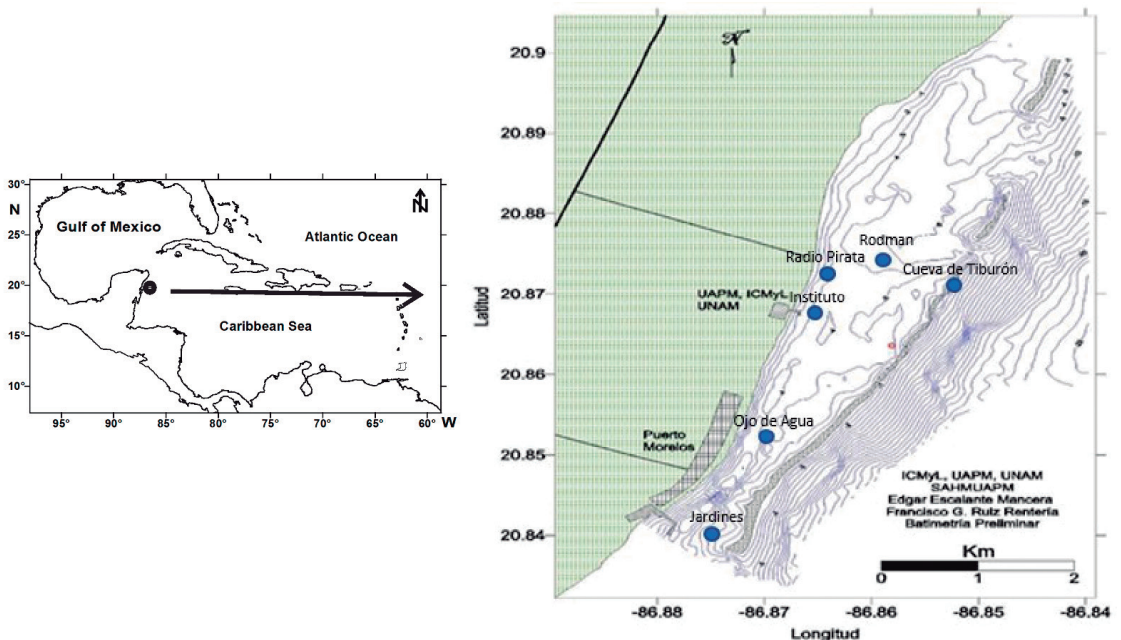 30°
N
25°
20°
15°
10°
95°
90°
85°
80°
75°
70°
65°
60°
W
N
Gulf of Mexico
Atlantic Ocean
Caribbean Sea
20.9
20.89
20.88
20.87
20.86
20.85
20.84
Latitud
N
Rodman
Radio Pirata
Cueva de Tiburón
UAPM, ICMyL
UNAM
Instituto
Ojo de Agua
Puerto
Morelos
Jardines
ICMyL, UAPM, UNAM
SAHMUAPM
Edgar Escalante Mancera
Francisco G. Ruiz Rentería
Batimetría Preliminar
Km
0
1
2
-86.88
-86.87
-86.86
-86.85
-86.84
Longitud